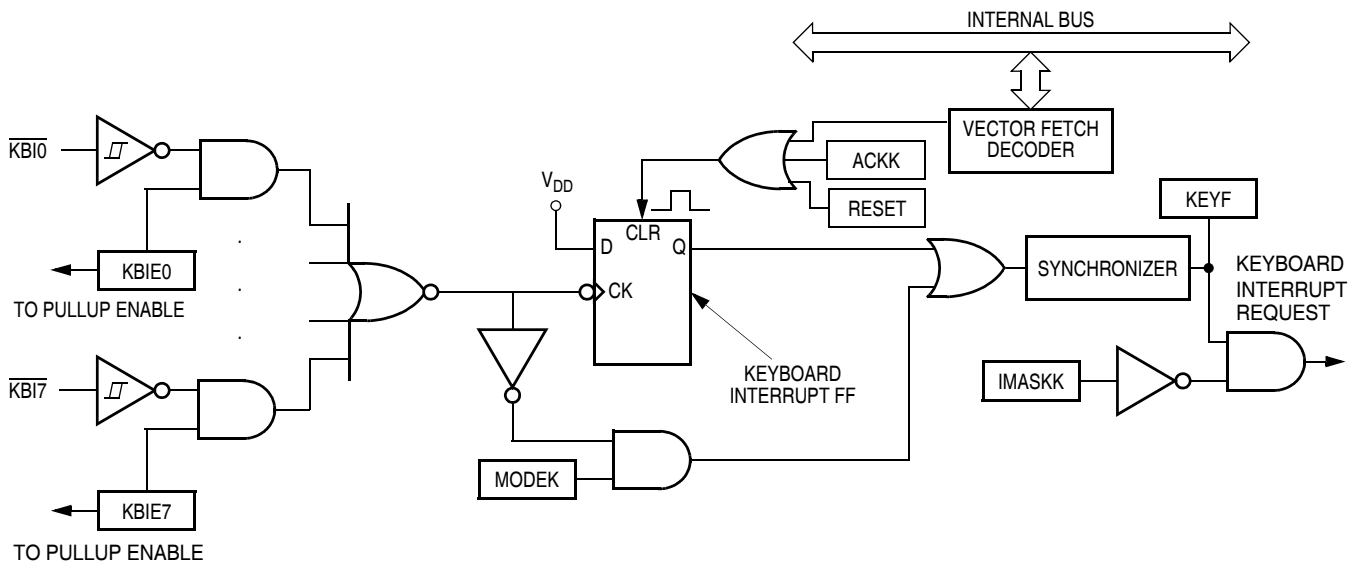 INTERNAL BUS
KBI0
VECTOR FETCH
DECODER
ACKK
VDD
KEYF
RESET
CLR
D
Q
SYNCHRONIZER
KEYBOARD
INTERRUPT
REQUEST
KBIE0
CK
TO PULLUP ENABLE
KBI7
KEYBOARD
INTERRUPT FF
IMASKK
MODEK
KBIE7
TO PULLUP ENABLE